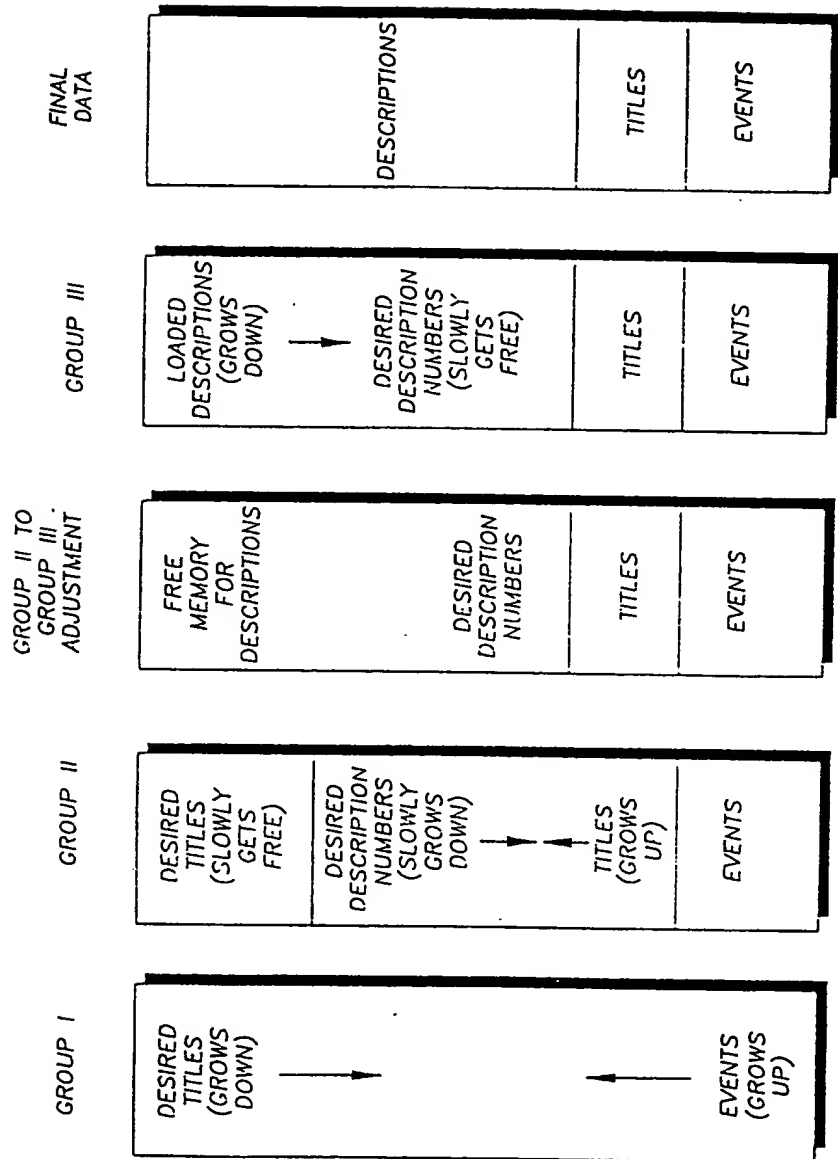 GROUP I
DESIRED
TITLES
(GROWS
DOWN)
EVENTS
(GROWS
UP)
GROUP II
DESIRED
TITLES
(SLOWLY
GETS
FREE)
DESIRED
DESCRIPTION
NUMBERS
(SLOWLY
GROWS
DOWN)
TITLES
(GROWS
UP)
EVENTS
GROUP II TO
GROUP III
ADJUSTMENT
FREE
MEMORY
FOR
DESCRIPTIONS
DESIRED
DESCRIPTION
NUMBERS
TITLES
EVENTS
GROUP III
LOADED
DESCRIPTIONS
(GROWS
DOWN)
DESIRED
DESCRIPTION
NUMBERS
(SLOWLY
GETS
FREE)
TITLES
EVENTS
FINAL
DATA
DESCRIPTIONS
TITLES
EVENTS